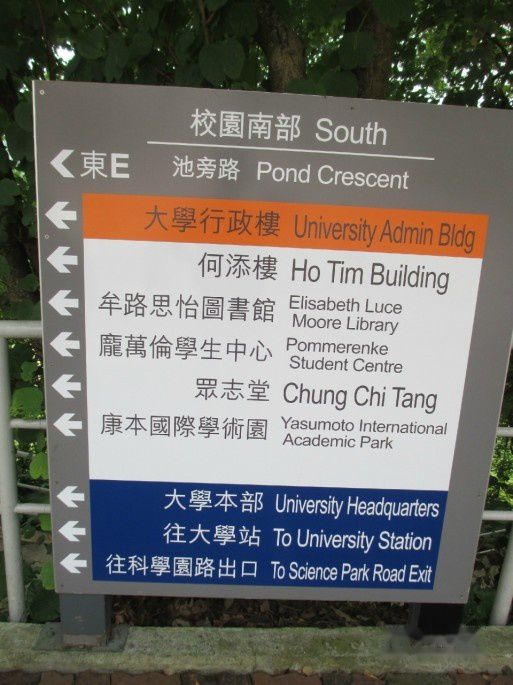 校園南部 South
東E 池旁路 Pond Crescent
大學行政樓 University Admin Bldg
何添樓 Ho Tim Building
牟路思怡圖書館 Elisabeth Luce
Moore Library
龐萬倫學生中心 Pommerenke
Student Centre
眾志堂 Chung Chi Tang
康本國際學術園 Yasumoto International
Academic Park
大學本部 University Headquarters
往大學站 To University Station
往科學園路出口 To Science Park Road Exit